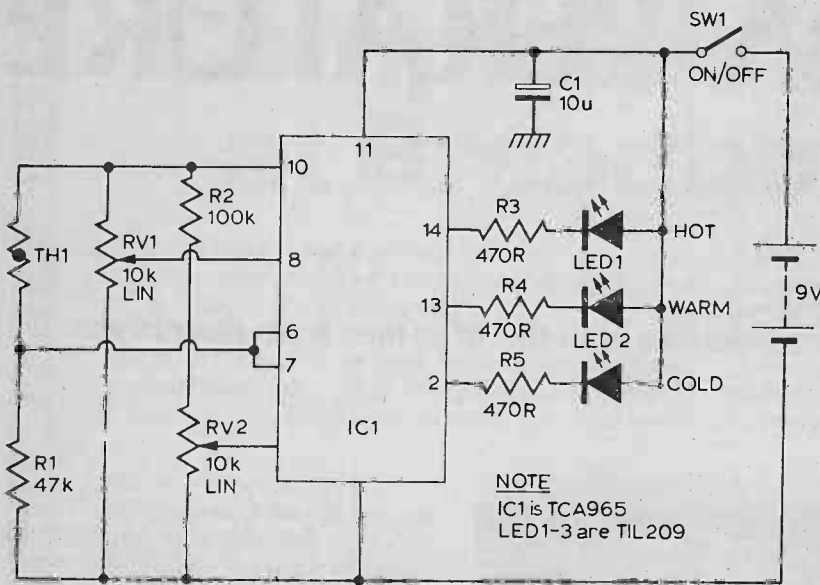 SW1
ON/OFF
C1
10u
11
10
R2
100k
14
R3
470R
LED1
HOT
TH1
RV1
10k
LIN
8
R4
470R
LED 2
13
WARM
9V
6
7
R5
470R
2
COLD
RV2
10k
LIN
IC1
R1
47k
NOTE
IC1 is TCA965
LED1-3 are TIL209